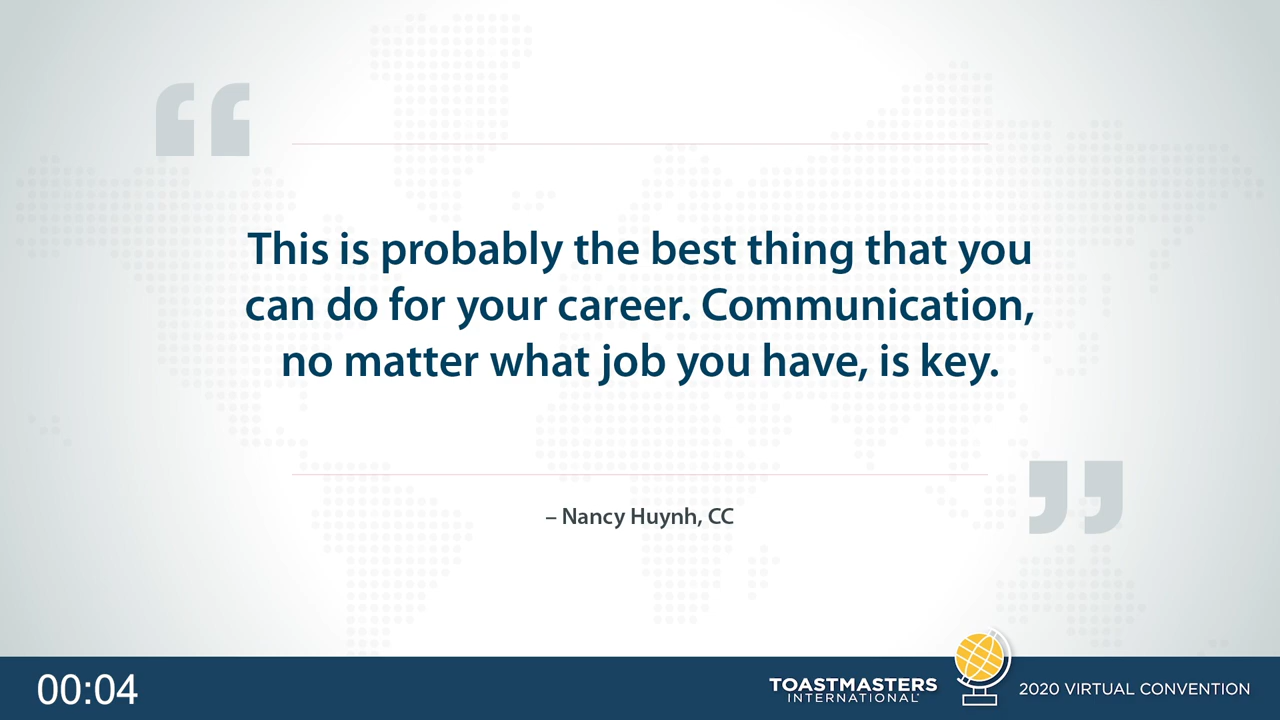 “
This is probably the best thing that you
can do for your career. Communication,
no matter what job you have, is key.
”
– Nancy Huynh, CC
00:04
TOASTMASTERS
INTERNATIONAL
2020 VIRTUAL CONVENTION